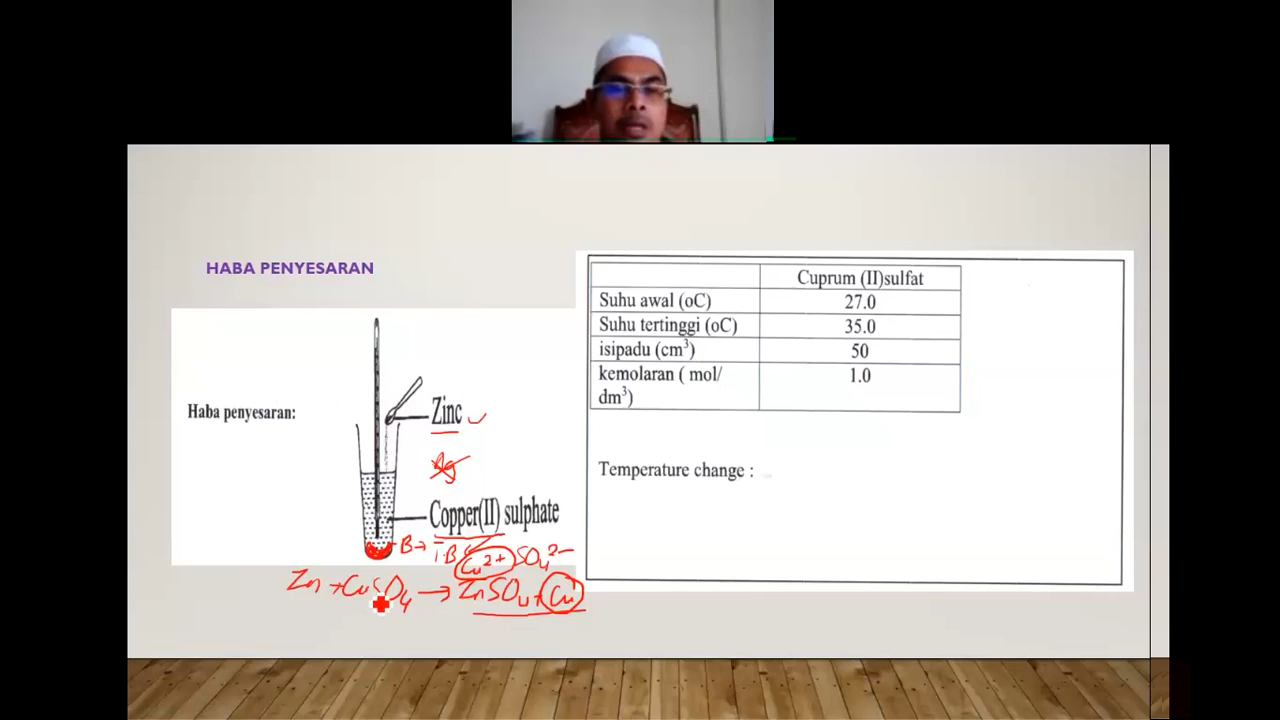 HABA PENYESARAN
Haba penyesaran:
Zinc
Ag
Copper(II) sulphate
B → T.B
Cu²⁺ SO₄²⁻
Zn + CuSO₄ → ZnSO₄ + Cu
Cuprum (II)sulfat
Suhu awal (oC) 27.0
Suhu tertinggi (oC) 35.0
isipadu (cm³) 50
kemolaran ( mol/ 1.0
dm³)
Temperature change :